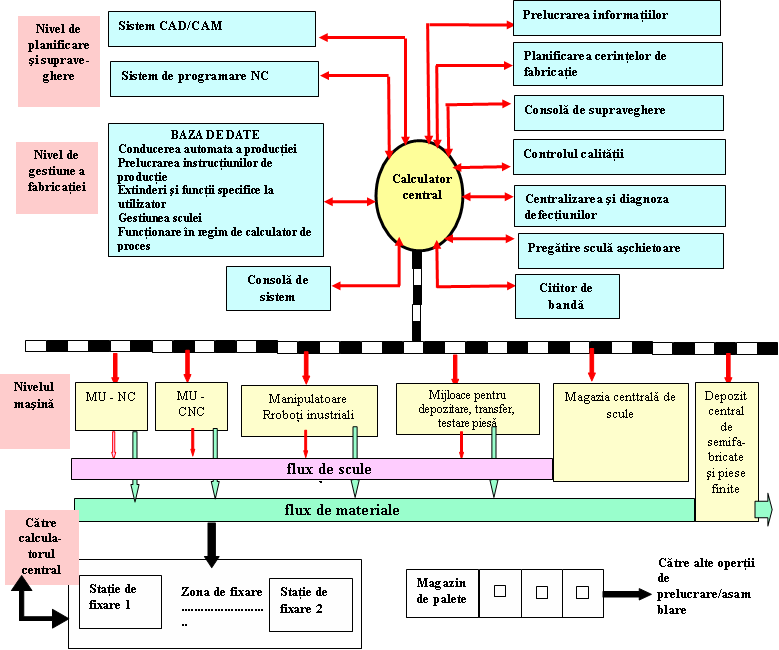 Nivel de
planificare
și suprave-
ghere
Sistem CAD/CAM
Sistem de programare NC
Prelucrarea informațiilor
Planificarea cerințelor de
fabricație
Consolă de supraveghere
Controlul calității
Centralizarea și diagnoza
defecțiunilor
Pregătire sculă așchietoare
Cititor de
bandă
Nivel de
gestiune a
fabricației
BAZA DE DATE
Conducerea automata a producției
Prelucrarea instrucțiunilor de
producție
Extinderi și funcții specifice la
utilizator
Gestiunea sculei
Funcționare in regim de calculator de
proces
Calculator
central
Consolă de
sistem
Nivelul
mașină
MU - NC
MU -
CNC
Manipulatoare
Rroboți inustriali
Mijloace pentru
depozitare, transfer,
testare piesă
Magazia centtrală de
scule
Depozit
central
de
semifa-
bricate
și piese
finite
flux de scule
flux de materiale
Către
calcula-
torul
central
Stație de
fixare 1
Zona de fixare
............................
..
Stație de
fixare 2
Magazin
de palete
Către alte operții
de
prelucrare/asam
blare